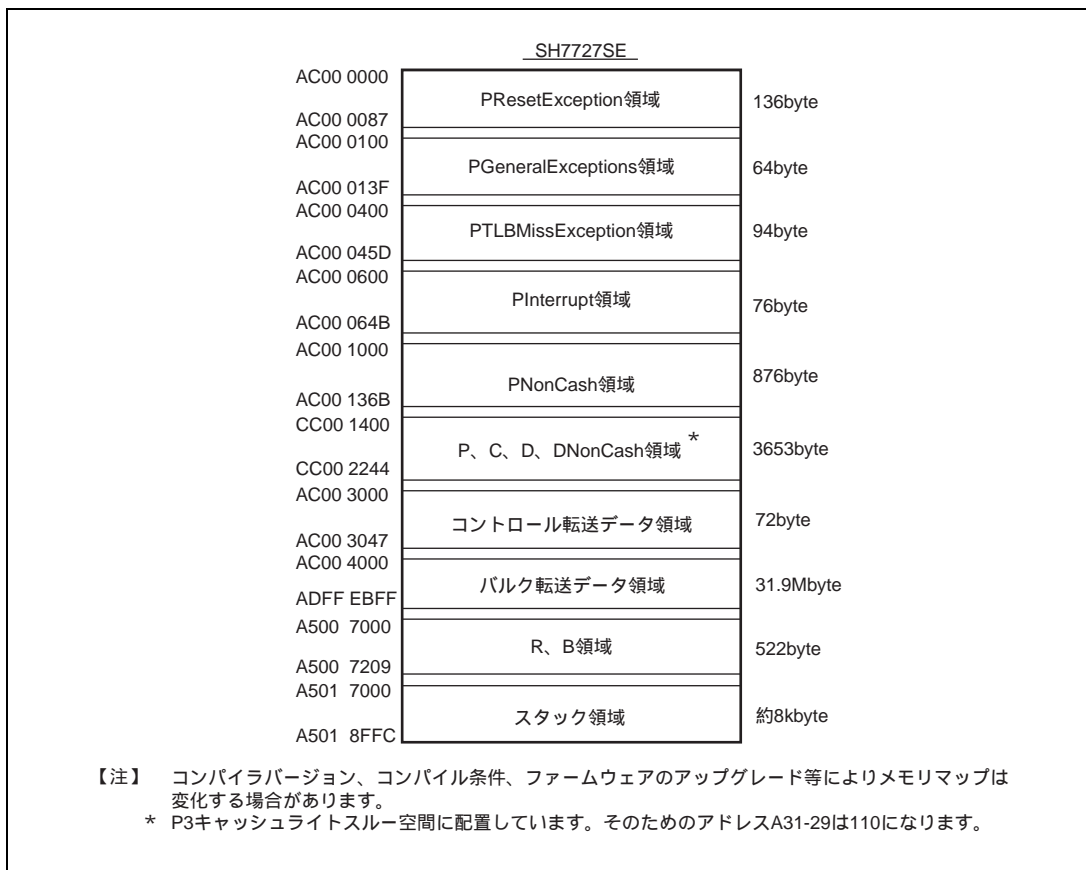 SH7727SE
AC00 0000
PResetException領域
136byte
AC00 0087
AC00 0100
PGeneralExceptions領域
64byte
AC00 013F
AC00 0400
PTLBMissException領域
94byte
AC00 045D
AC00 0600
PInterrupt領域
76byte
AC00 064B
AC00 1000
PNonCash領域
876byte
AC00 136B
CC00 1400
P、C、D、DNonCash領域 *
3653byte
CC00 2244
AC00 3000
コントロール転送データ領域
72byte
AC00 3047
AC00 4000
バルク転送データ領域
31.9Mbyte
ADFF EBFF
A500 7000
R、B領域
522byte
A500 7209
A501 7000
スタック領域
約8kbyte
A501 8FFC
【注】 コンパイラバージョン、コンパイル条件、ファームウェアのアップグレード等によりメモリマップは
変化する場合があります。
* P3キャッシュライトスルー空間に配置しています。そのためのアドレスA31-29は110になります。